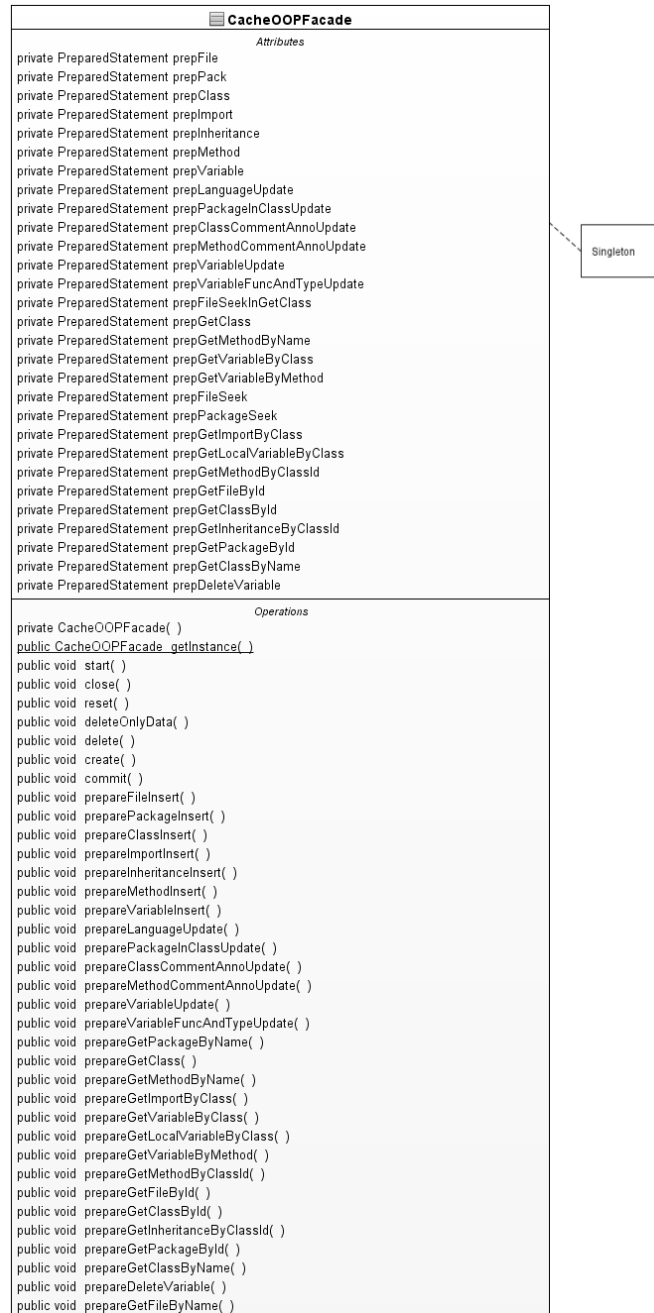 CacheOOPFacade
Attributes
private PreparedStatement prepFile
private PreparedStatement prepPack
private PreparedStatement prepClass
private PreparedStatement prepImport
private PreparedStatement prepInheritance
private PreparedStatement prepMethod
private PreparedStatement prepVariable
private PreparedStatement prepLanguageUpdate
private PreparedStatement prepPackageInClassUpdate
private PreparedStatement prepClassCommentAnnoUpdate
private PreparedStatement prepMethodCommentAnnoUpdate
private PreparedStatement prepVariableUpdate
private PreparedStatement prepVariableFuncAndTypeUpdate
private PreparedStatement prepFileSeekInGetClass
private PreparedStatement prepGetClass
private PreparedStatement prepGetMethodByName
private PreparedStatement prepGetVariableByClass
private PreparedStatement prepGetVariableByMethod
private PreparedStatement prepFileSeek
private PreparedStatement prepPackageSeek
private PreparedStatement prepGetImportByClass
private PreparedStatement prepGetLocalVariableByClass
private PreparedStatement prepGetMethodByClassId
private PreparedStatement prepGetFileById
private PreparedStatement prepGetClassById
private PreparedStatement prepGetInheritanceByClassId
private PreparedStatement prepGetPackageById
private PreparedStatement prepGetClassByName
private PreparedStatement prepDeleteVariable
Singleton
Operations
private CacheOOPFacade( )
public CacheOOPFacade getInstance( )
public void start( )
public void close( )
public void reset( )
public void deleteOnlyData( )
public void delete( )
public void create( )
public void commit( )
public void prepareFileInsert( )
public void preparePackageInsert( )
public void prepareClassInsert( )
public void prepareImportInsert( )
public void prepareInheritanceInsert( )
public void prepareMethodInsert( )
public void prepareVariableInsert( )
public void prepareLanguageUpdate( )
public void preparePackageInClassUpdate( )
public void prepareClassCommentAnnoUpdate( )
public void prepareMethodCommentAnnoUpdate( )
public void prepareVariableUpdate( )
public void prepareVariableFuncAndTypeUpdate( )
public void prepareGetPackageByName( )
public void prepareGetClass( )
public void prepareGetMethodByName( )
public void prepareGetImportByClass( )
public void prepareGetVariableByClass( )
public void prepareGetLocalVariableByClass( )
public void prepareGetVariableByMethod( )
public void prepareGetMethodByClassId( )
public void prepareGetFileById( )
public void prepareGetClassById( )
public void prepareGetInheritanceByClassId( )
public void prepareGetPackageById( )
public void prepareGetClassByName( )
public void prepareDeleteVariable( )
public void prepareGetFileByName( )